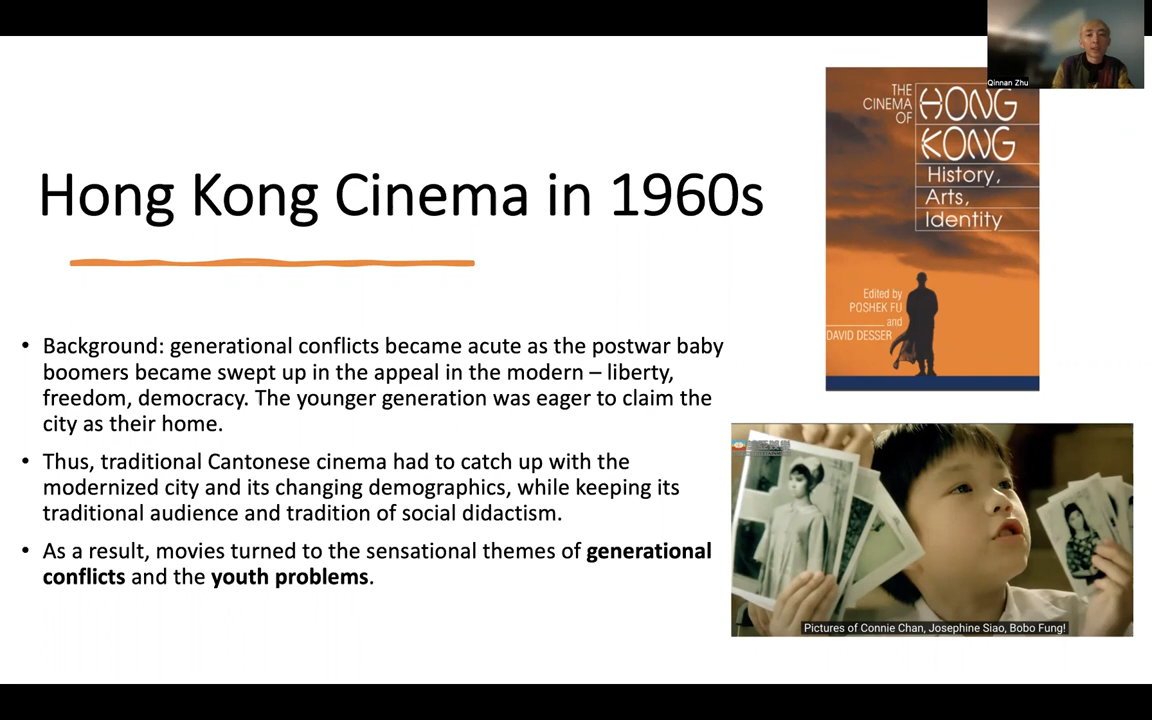 Qinnan Zhu
THE
CINEMA
OF
HONG
KONG
History,
Arts,
Identity
Edited by
POSHEK FU
and
DAVID DESSER
Hong Kong Cinema in 1960s
• Background: generational conflicts became acute as the postwar baby
boomers became swept up in the appeal in the modern – liberty,
freedom, democracy. The younger generation was eager to claim the
city as their home.
• Thus, traditional Cantonese cinema had to catch up with the
modernized city and its changing demographics, while keeping its
traditional audience and tradition of social didactism.
• As a result, movies turned to the sensational themes of generational
conflicts and the youth problems.
Pictures of Connie Chan, Josephine Siao, Bobo Fung!